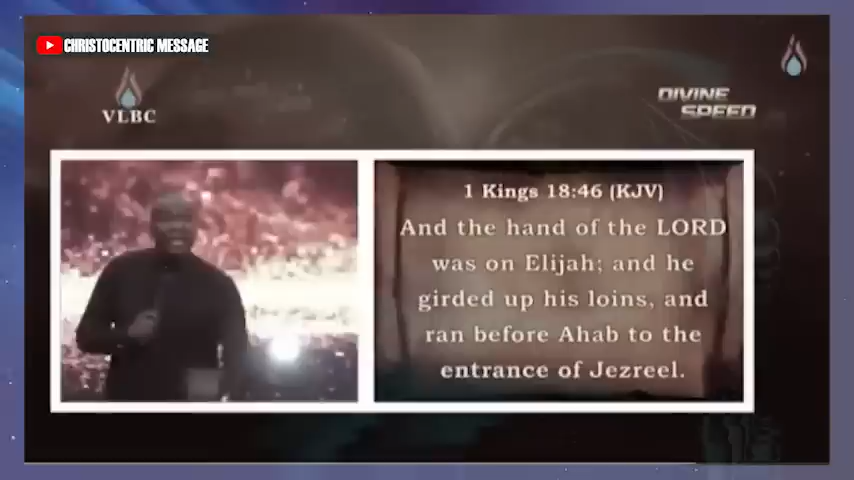 CHRISTOCENTRIC MESSAGE
VLBC
DIVINE
SPEED
1 Kings 18:46 (KJV)
And the hand of the LORD
was on Elijah; and he
girded up his loins, and
ran before Ahab to the
entrance of Jezreel.